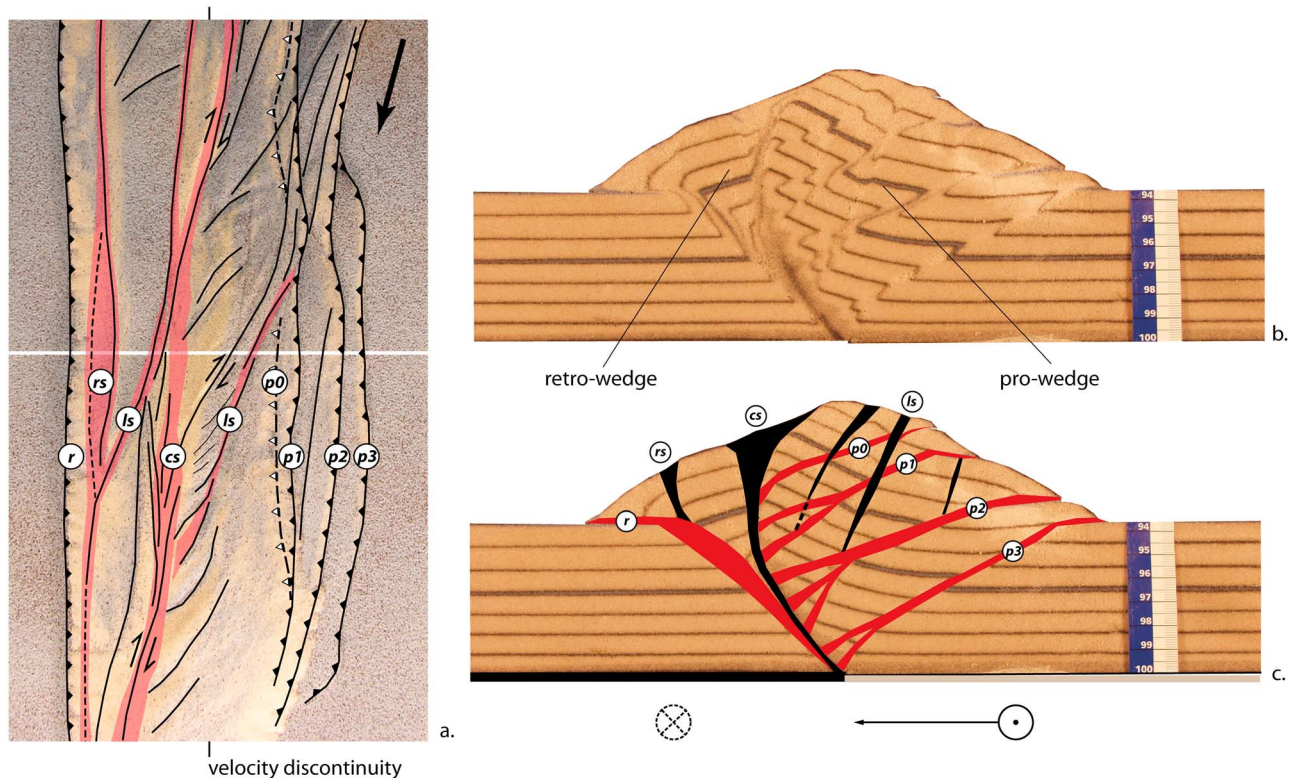 rs
ls
r
cs
ls
p0
p1
p2
p3
a.
velocity discontinuity
94
95
96
97
98
99
100
b.
retro-wedge
pro-wedge
rs
cs
ls
p0
p1
r
p2
p3
94
95
96
97
98
99
100
c.